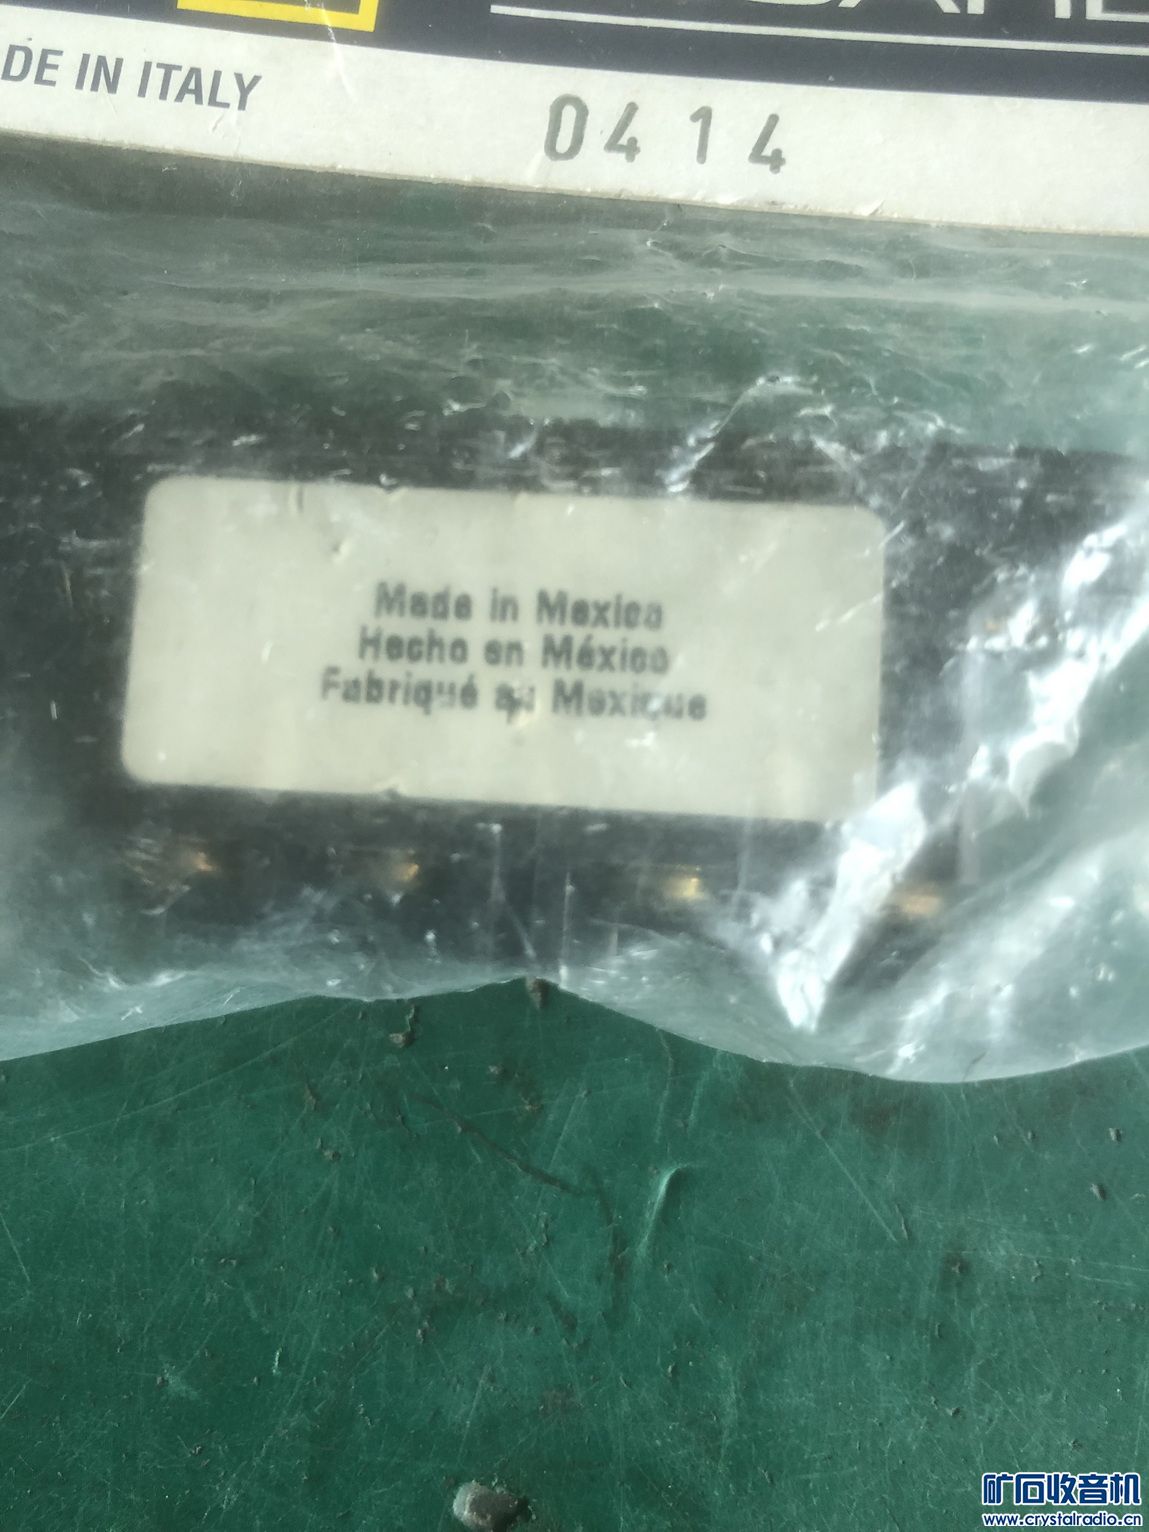 DE IN ITALY
0414
Made in Mexico
Hecho en México
Fabriqué au Mexique
矿石收音机
www.crystalradio.cn